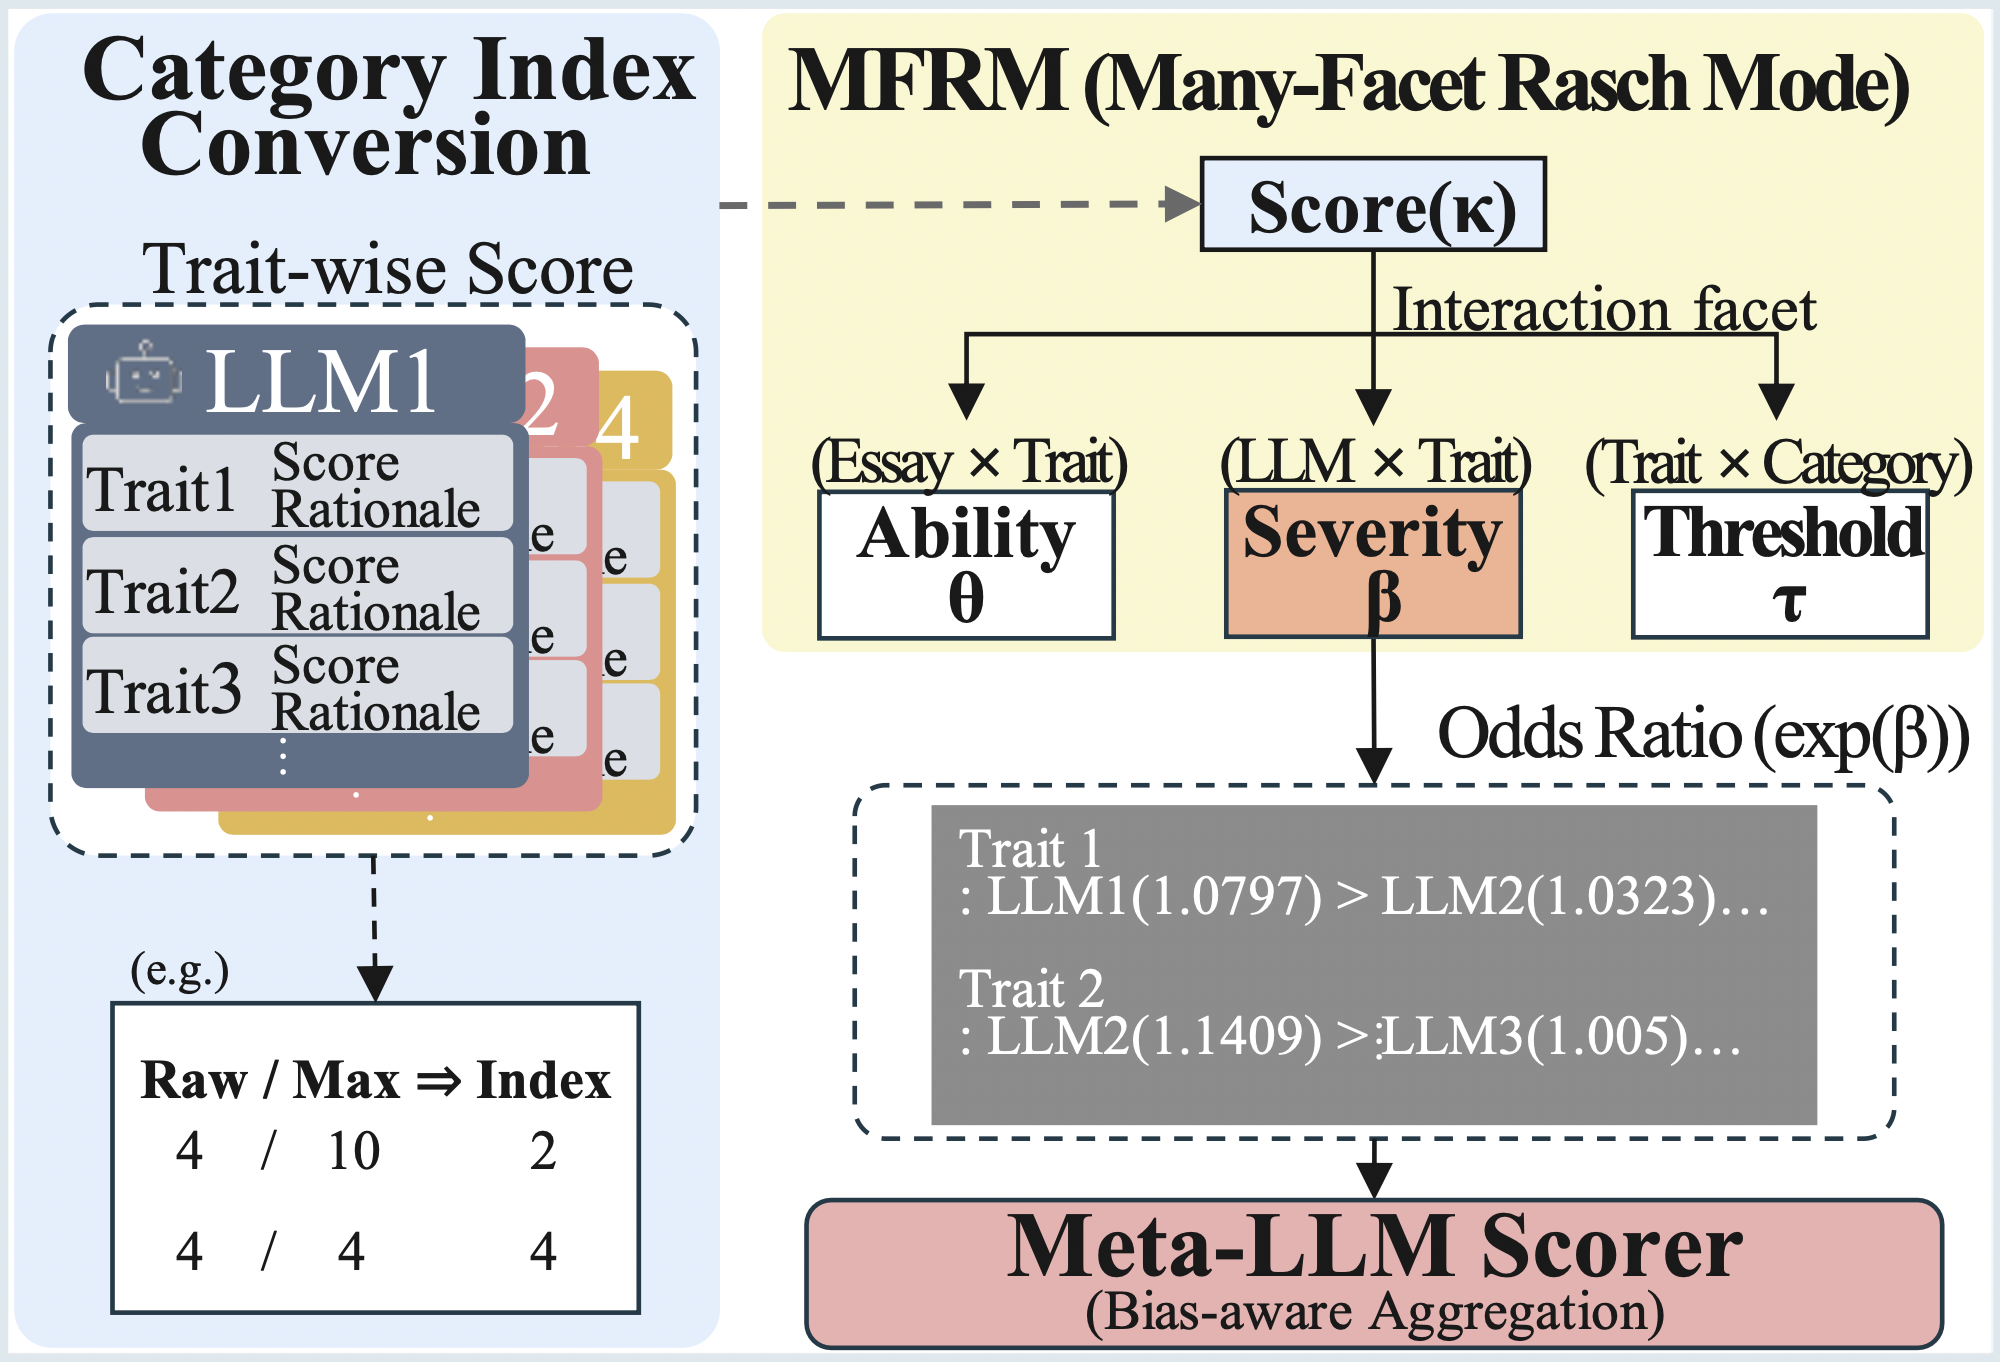 Category Index
Conversion
Trait-wise Score
LLM1
2
4
Trait1
Score
Rationale
Trait2
Score
Rationale
Trait3
Score
Rationale
e
e
e
e
e
e
(e.g.)
Raw / Max ⇒ Index
4 / 10 2
4 / 4 4
MFRM (Many-Facet Rasch Mode)
Score(κ)
Interaction facet
(Essay × Trait)
Ability
θ
(LLM × Trait)
Severity
β
(Trait × Category)
Threshold
τ
Odds Ratio (exp(β))
Trait 1
: LLM1(1.0797) > LLM2(1.0323)…
Trait 2
: LLM2(1.1409) > LLM3(1.005)…
Meta-LLM Scorer
(Bias-aware Aggregation)